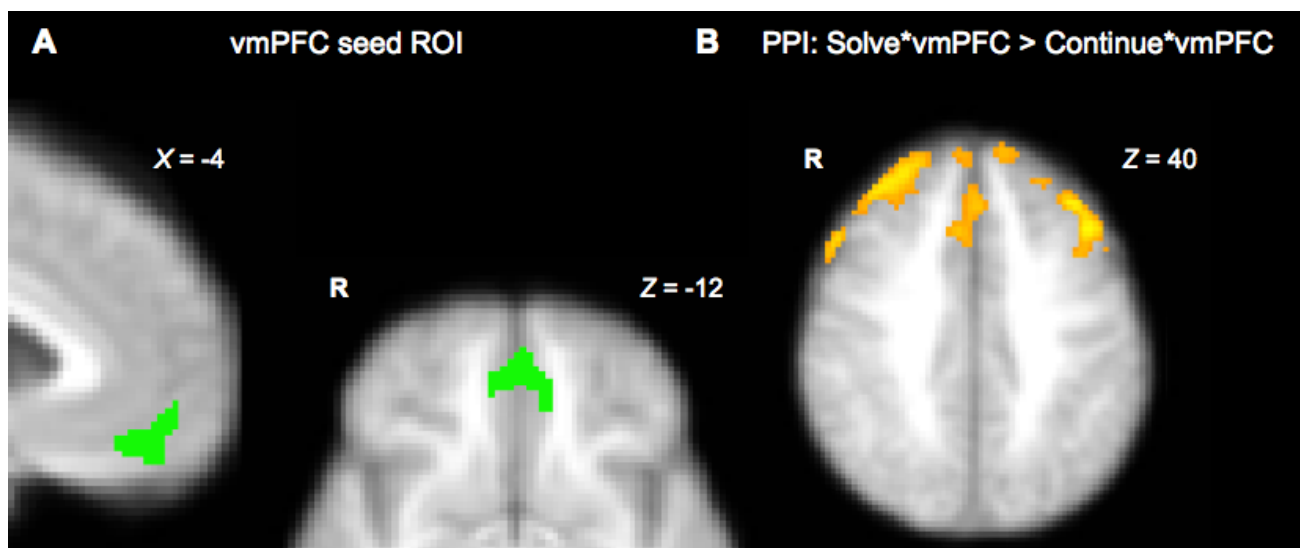 A vmPFC seed ROI
B PPI: Solve*vmPFC > Continue*vmPFC
X = -4
R Z = -12
R Z = 40